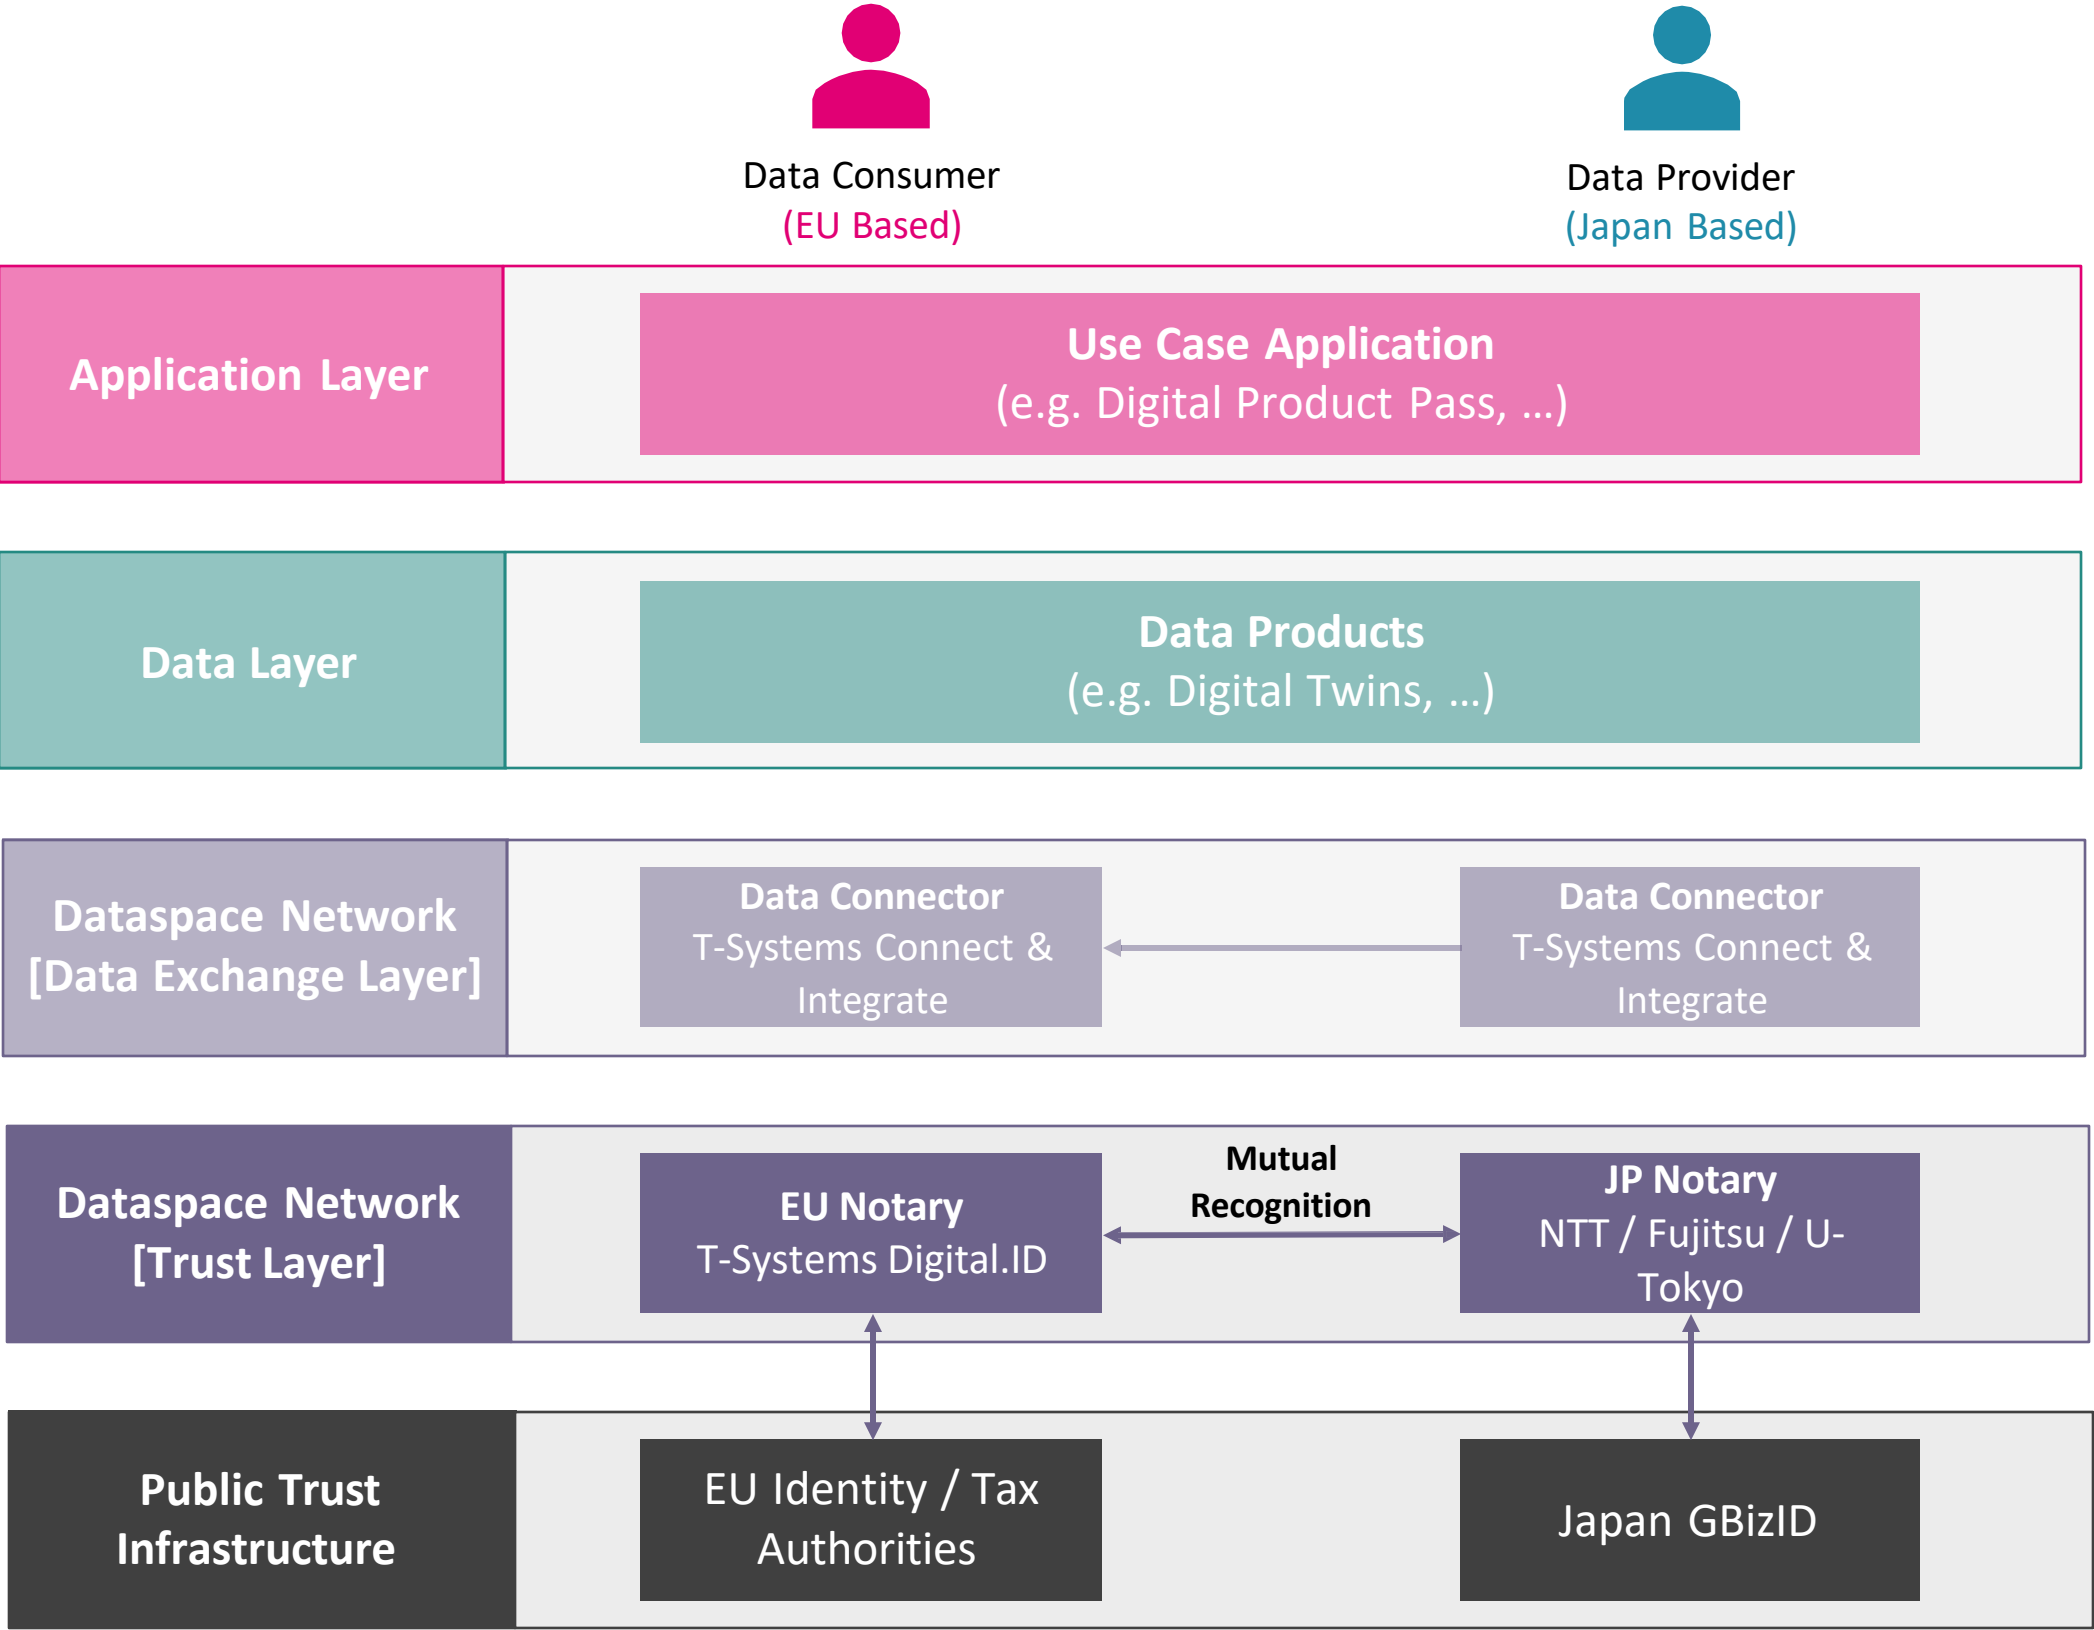 Data Consumer
(EU Based)
Data Provider
(Japan Based)
Application Layer
Use Case Application
(e.g. Digital Product Pass, ...)
Data Layer
Data Products
(e.g. Digital Twins, ...)
Dataspace Network
[Data Exchange Layer]
Data Connector
T-Systems Connect &
Integrate
Data Connector
T-Systems Connect &
Integrate
Dataspace Network
[Trust Layer]
EU Notary
T-Systems Digital.ID
Mutual
Recognition
JP Notary
NTT / Fujitsu / U-
Tokyo
Public Trust
Infrastructure
EU Identity / Tax
Authorities
Japan GBizID